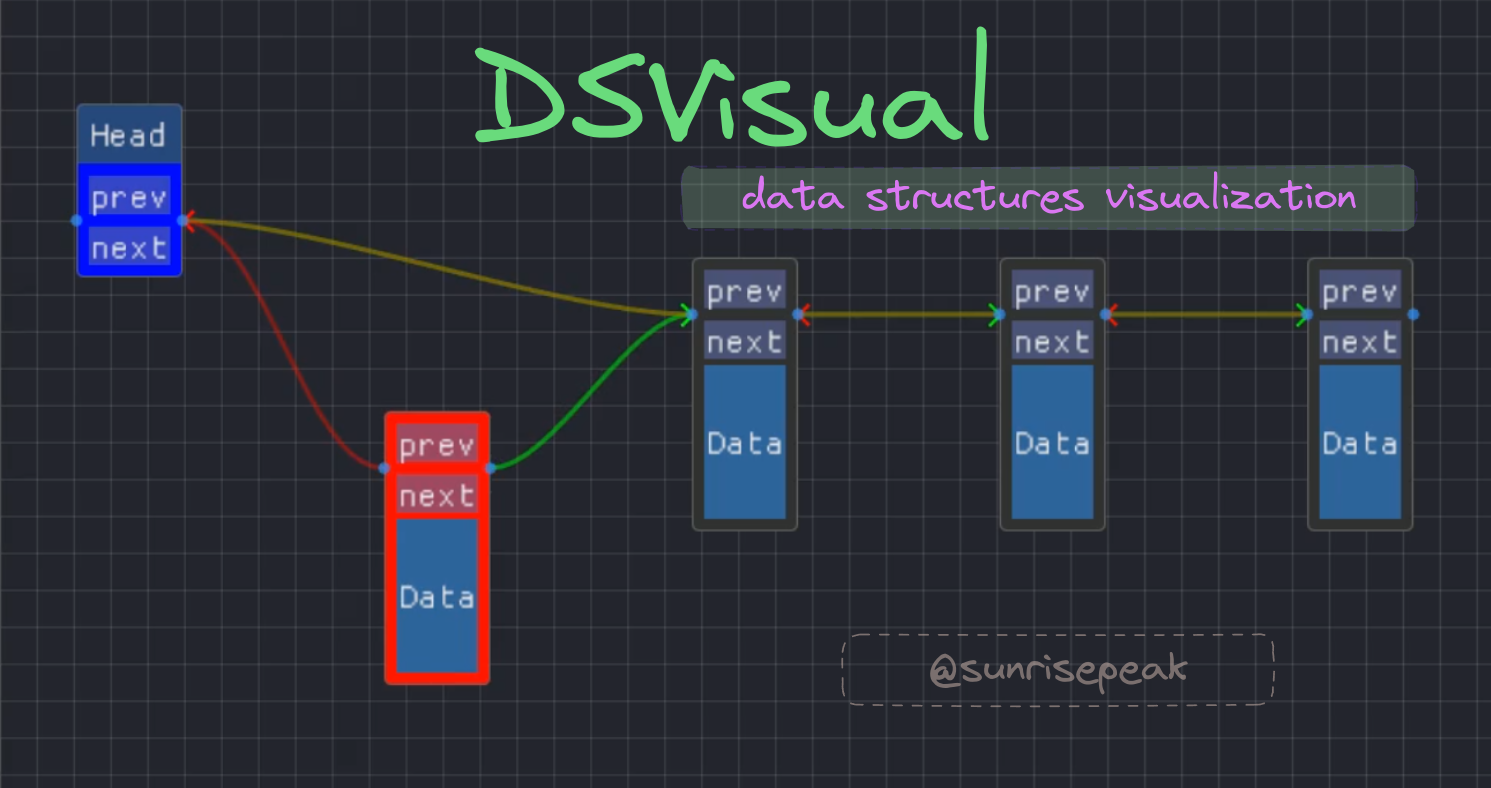 DSVisual
data structures visualization
Head
prev
next
prev
next
Data
prev
next
Data
prev
next
Data
prev
next
Data
@sunrisepeak